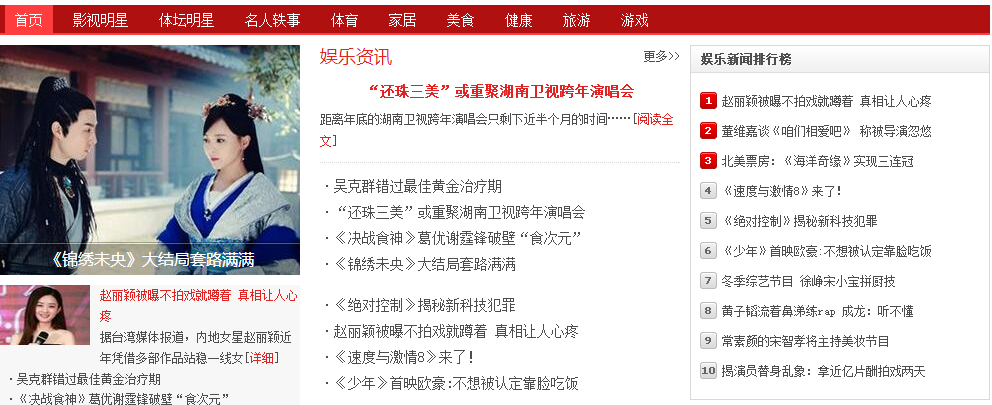 首页 影视明星 体坛明星 名人轶事 体育 家居 美食 健康 旅游 游戏
《锦绣未央》大结局套路满满
赵丽颖被曝不拍戏就蹲着 真相让人心
疼
据台湾媒体报道，内地女星赵丽颖近
年凭借多部作品站稳一线女[详细]
·吴克群错过最佳黄金治疗期
·《决战食神》葛优谢霆锋破壁“食次元”
娱乐资讯 更多>>
“还珠三美”或重聚湖南卫视跨年演唱会
距离年底的湖南卫视跨年演唱会只剩下近半个月的时间……[阅读全
文]
·吴克群错过最佳黄金治疗期
·“还珠三美”或重聚湖南卫视跨年演唱会
·《决战食神》葛优谢霆锋破壁“食次元”
·《锦绣未央》大结局套路满满
·《绝对控制》揭秘新科技犯罪
·赵丽颖被曝不拍戏就蹲着 真相让人心疼
·《速度与激情8》来了!
·《少年》首映欧豪:不想被认定靠脸吃饭
娱乐新闻排行榜
1 赵丽颖被曝不拍戏就蹲着 真相让人心疼
2 董维嘉谈《咱们相爱吧》 称被导演忽悠
3 北美票房：《海洋奇缘》实现三连冠
4 《速度与激情8》来了!
5 《绝对控制》揭秘新科技犯罪
6 《少年》首映欧豪:不想被认定靠脸吃饭
7 冬季综艺节目 徐峥宋小宝拼厨技
8 黄子韬流着鼻涕练rap 成龙：听不懂
9 常素颜的宋智孝将主持美妆节目
10 揭演员替身乱象：拿近亿片酬拍戏两天